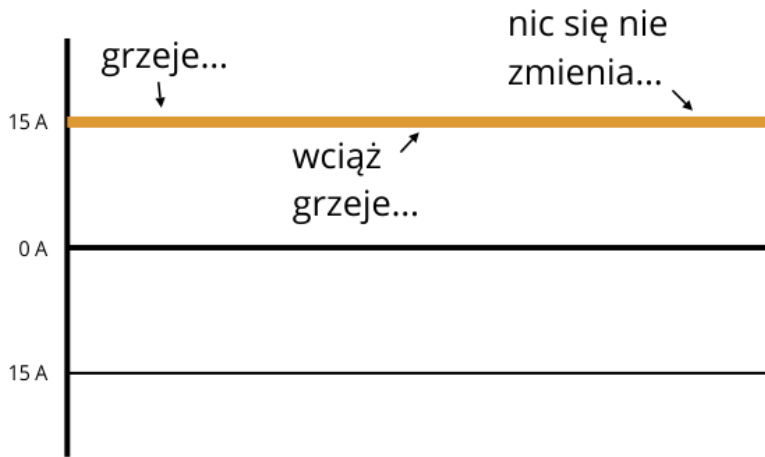 nic się nie
zmienia...
grzeje...
15 A
wciąż
grzeje...
0 A
15 A